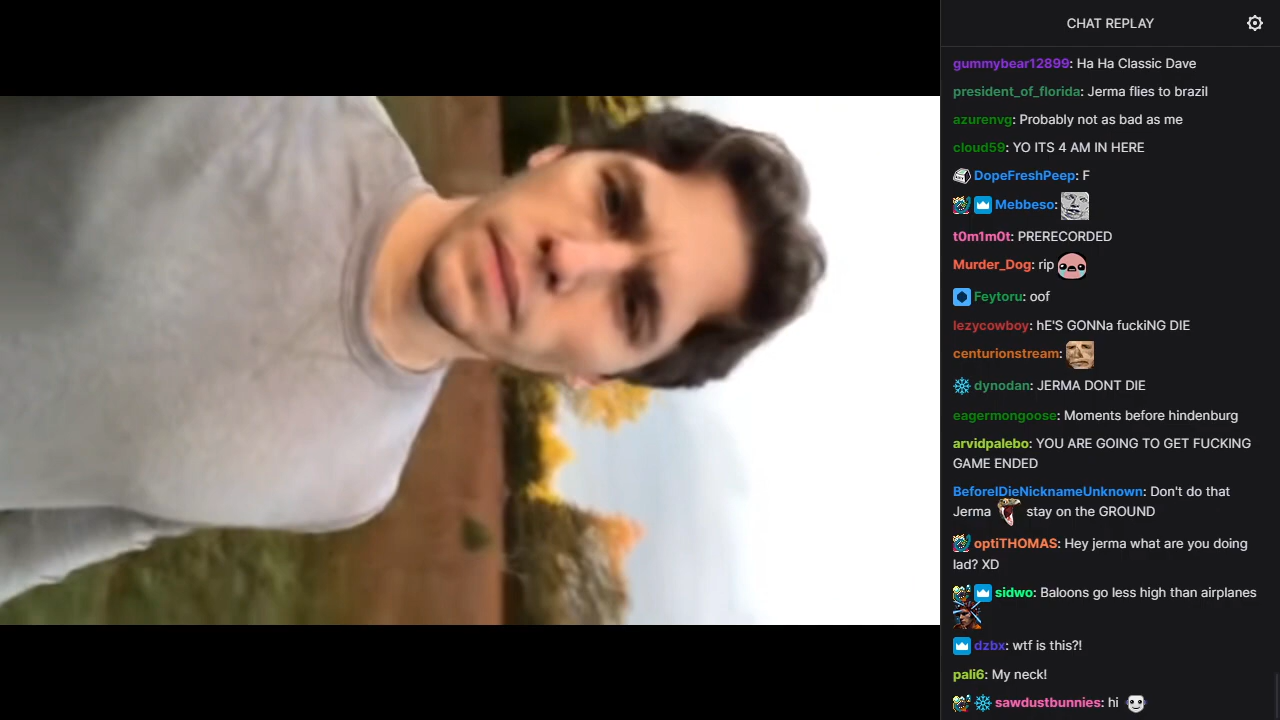 CHAT REPLAY
gummybear12899: Ha Ha Classic Dave
president_of_florida: Jerma flies to brazil
azurenvg: Probably not as bad as me
cloud59: YO ITS 4 AM IN HERE
DopeFreshPeep: F
Mebbeso:
t0m1m0t: PRERECORDED
Murder_Dog: rip
Feytoru: oof
lezycowboy: hE'S GONNa fuckiNG DIE
centurionstream:
dynodan: JERMA DONT DIE
eagermongoose: Moments before hindenburg
arvidpalebo: YOU ARE GOING TO GET FUCKING
GAME ENDED
BeforeIDieNicknameUnknown: Don't do that
Jerma stay on the GROUND
optiTHOMAS: Hey jerma what are you doing
lad? XD
sidwo: Baloons go less high than airplanes
dzbx: wtf is this?!
pali6: My neck!
sawdustbunnies: hi